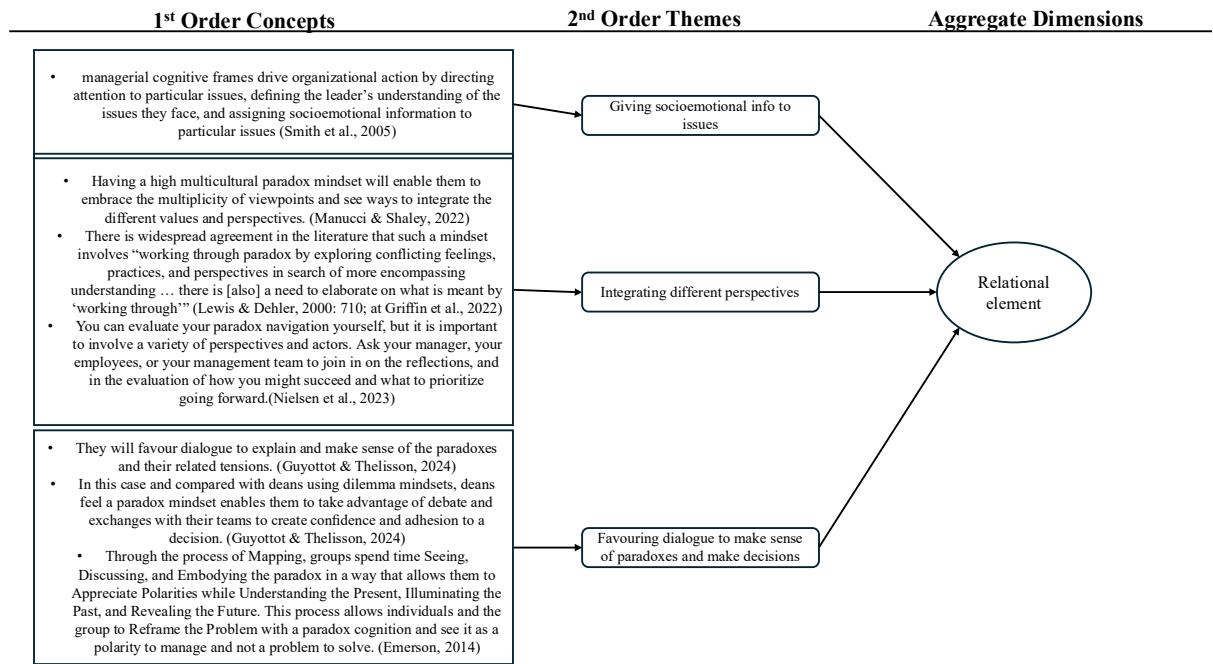 1st Order Concepts
2nd Order Themes
Aggregate Dimensions
• managerial cognitive frames drive organizational action by directing
attention to particular issues, defining the leader’s understanding of the
issues they face, and assigning socioemotional information to
particular issues (Smith et al., 2005)
Giving socioemotional info to
issues
• Having a high multicultural paradox mindset will enable them to
embrace the multiplicity of viewpoints and see ways to integrate the
different values and perspectives. (Manucci & Shaley, 2022)
• There is widespread agreement in the literature that such a mindset
involves “working through paradox by exploring conflicting feelings,
practices, and perspectives in search of more encompassing
understanding … there is [also] a need to elaborate on what is meant by
‘working through’” (Lewis & Dehler, 2000: 710; at Griffin et al., 2022)
• You can evaluate your paradox navigation yourself, but it is important
to involve a variety of perspectives and actors. Ask your manager, your
employees, or your management team to join in on the reflections, and
in the evaluation of how you might succeed and what to prioritize
going forward.(Nielsen et al., 2023)
Integrating different perspectives
Relational
element
• They will favour dialogue to explain and make sense of the paradoxes
and their related tensions. (Guyottot & Thelisson, 2024)
• In this case and compared with deans using dilemma mindsets, deans
feel a paradox mindset enables them to take advantage of debate and
exchanges with their teams to create confidence and adhesion to a
decision. (Guyottot & Thelisson, 2024)
• Through the process of Mapping, groups spend time Seeing,
Discussing, and Embodying the paradox in a way that allows them to
Appreciate Polarities while Understanding the Present, Illuminating the
Past, and Revealing the Future. This process allows individuals and the
group to Reframe the Problem with a paradox cognition and see it as a
polarity to manage and not a problem to solve. (Emerson, 2014)
Favouring dialogue to make sense
of paradoxes and make decisions